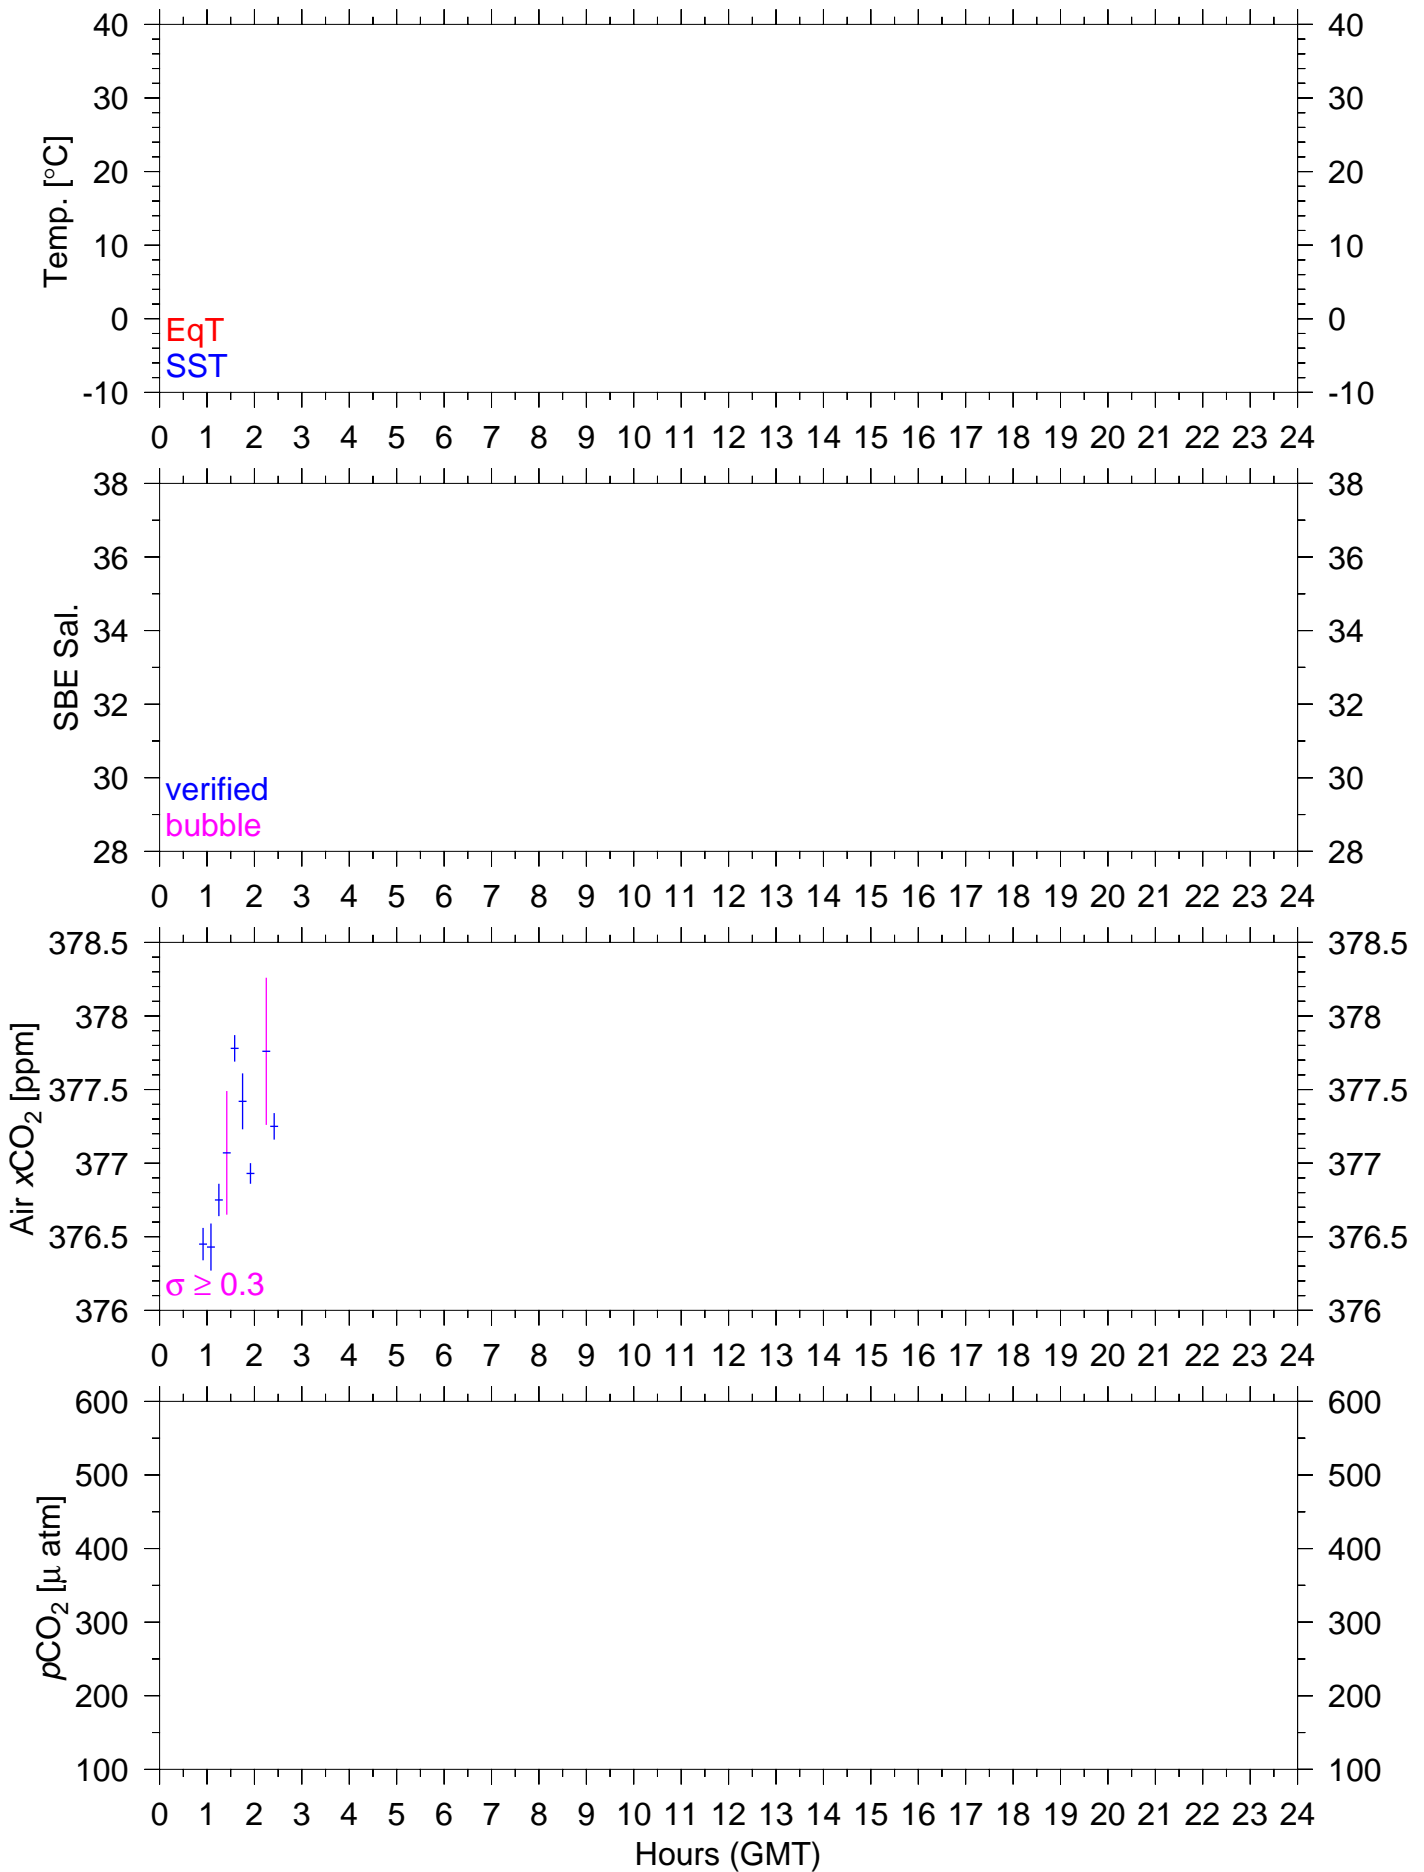 40 40
30 30
20 20
10 10
0 0
-10 -10
Temp. [°C]
EqT
SST
0 1 2 3 4 5 6 7 8 9 10 11 12 13 14 15 16 17 18 19 20 21 22 23 24
38 38
36 36
34 34
32 32
30 30
28 28
SBE Sal.
verified
bubble
0 1 2 3 4 5 6 7 8 9 10 11 12 13 14 15 16 17 18 19 20 21 22 23 24
378.5 378.5
378 378
377.5 377.5
377 377
376.5 376.5
376 376
Air xCO₂ [ppm]
σ ≥ 0.3
0 1 2 3 4 5 6 7 8 9 10 11 12 13 14 15 16 17 18 19 20 21 22 23 24
600 600
500 500
400 400
300 300
200 200
100 100
pCO₂ [μ atm]
0 1 2 3 4 5 6 7 8 9 10 11 12 13 14 15 16 17 18 19 20 21 22 23 24
Hours (GMT)